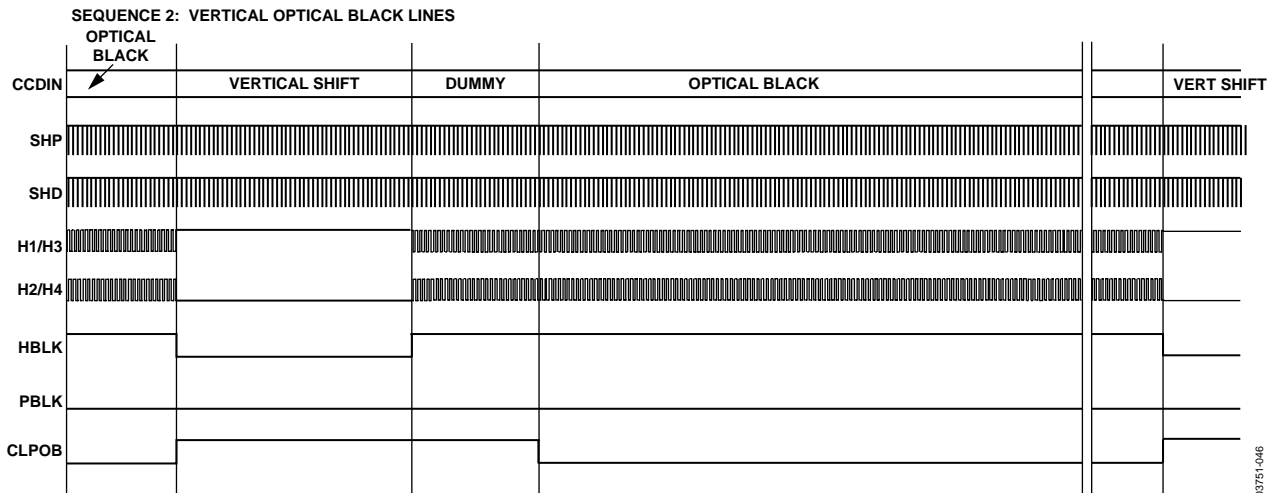 SEQUENCE 2: VERTICAL OPTICAL BLACK LINES
OPTICAL
BLACK
CCDIN
VERTICAL SHIFT
DUMMY
OPTICAL BLACK
VERT SHIFT
SHP
SHD
H1/H3
H2/H4
HBLK
PBLK
CLPOB
03751-046